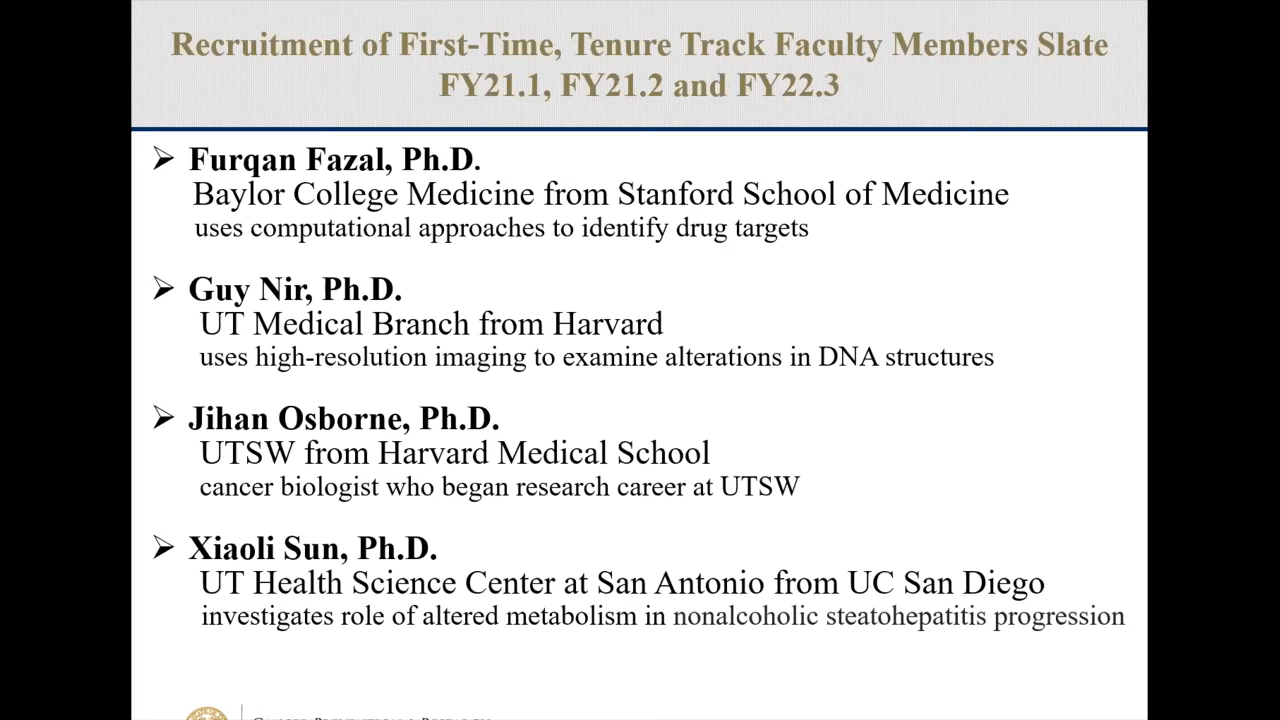 Recruitment of First-Time, Tenure Track Faculty Members Slate
FY21.1, FY21.2 and FY22.3
➢ Furqan Fazal, Ph.D.
Baylor College Medicine from Stanford School of Medicine
uses computational approaches to identify drug targets
➢ Guy Nir, Ph.D.
UT Medical Branch from Harvard
uses high-resolution imaging to examine alterations in DNA structures
➢ Jihan Osborne, Ph.D.
UTSW from Harvard Medical School
cancer biologist who began research career at UTSW
➢ Xiaoli Sun, Ph.D.
UT Health Science Center at San Antonio from UC San Diego
investigates role of altered metabolism in nonalcoholic steatohepatitis progression